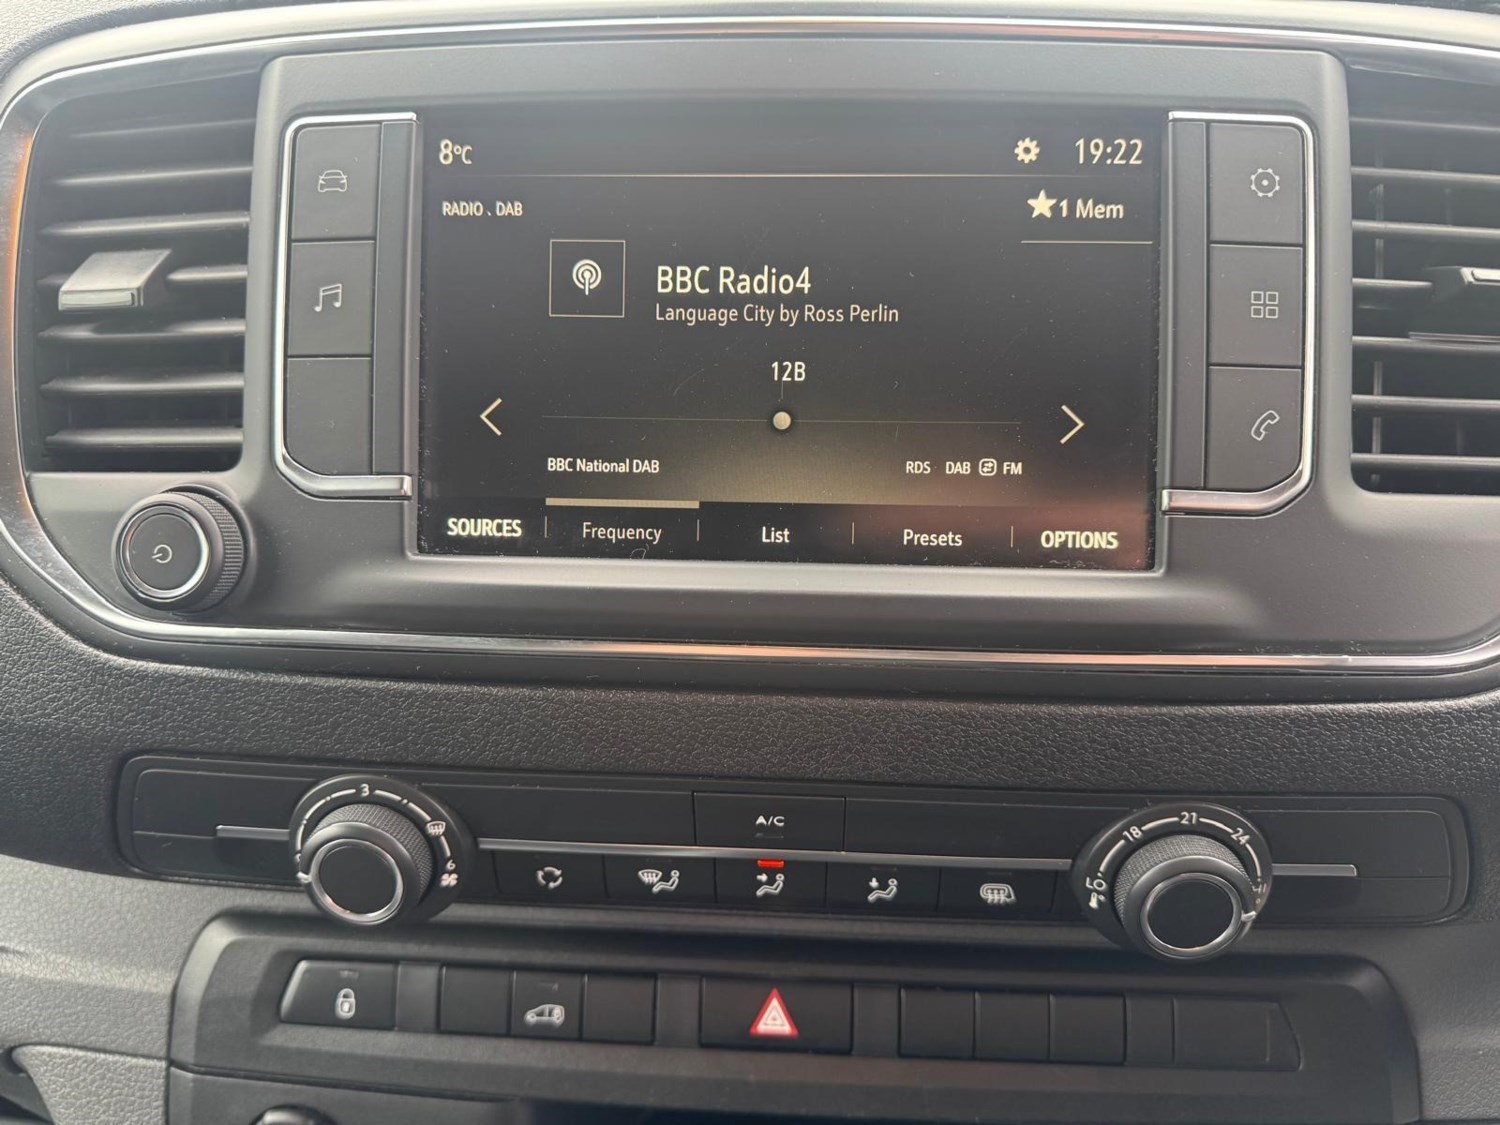 8°C
19:22
RADIO . DAB
1 Mem
BBC Radio4
Language City by Ross Perlin
12B
BBC National DAB
RDS DAB FM
SOURCES
Frequency
List
Presets
OPTIONS
3
6
A/C
18
21
24